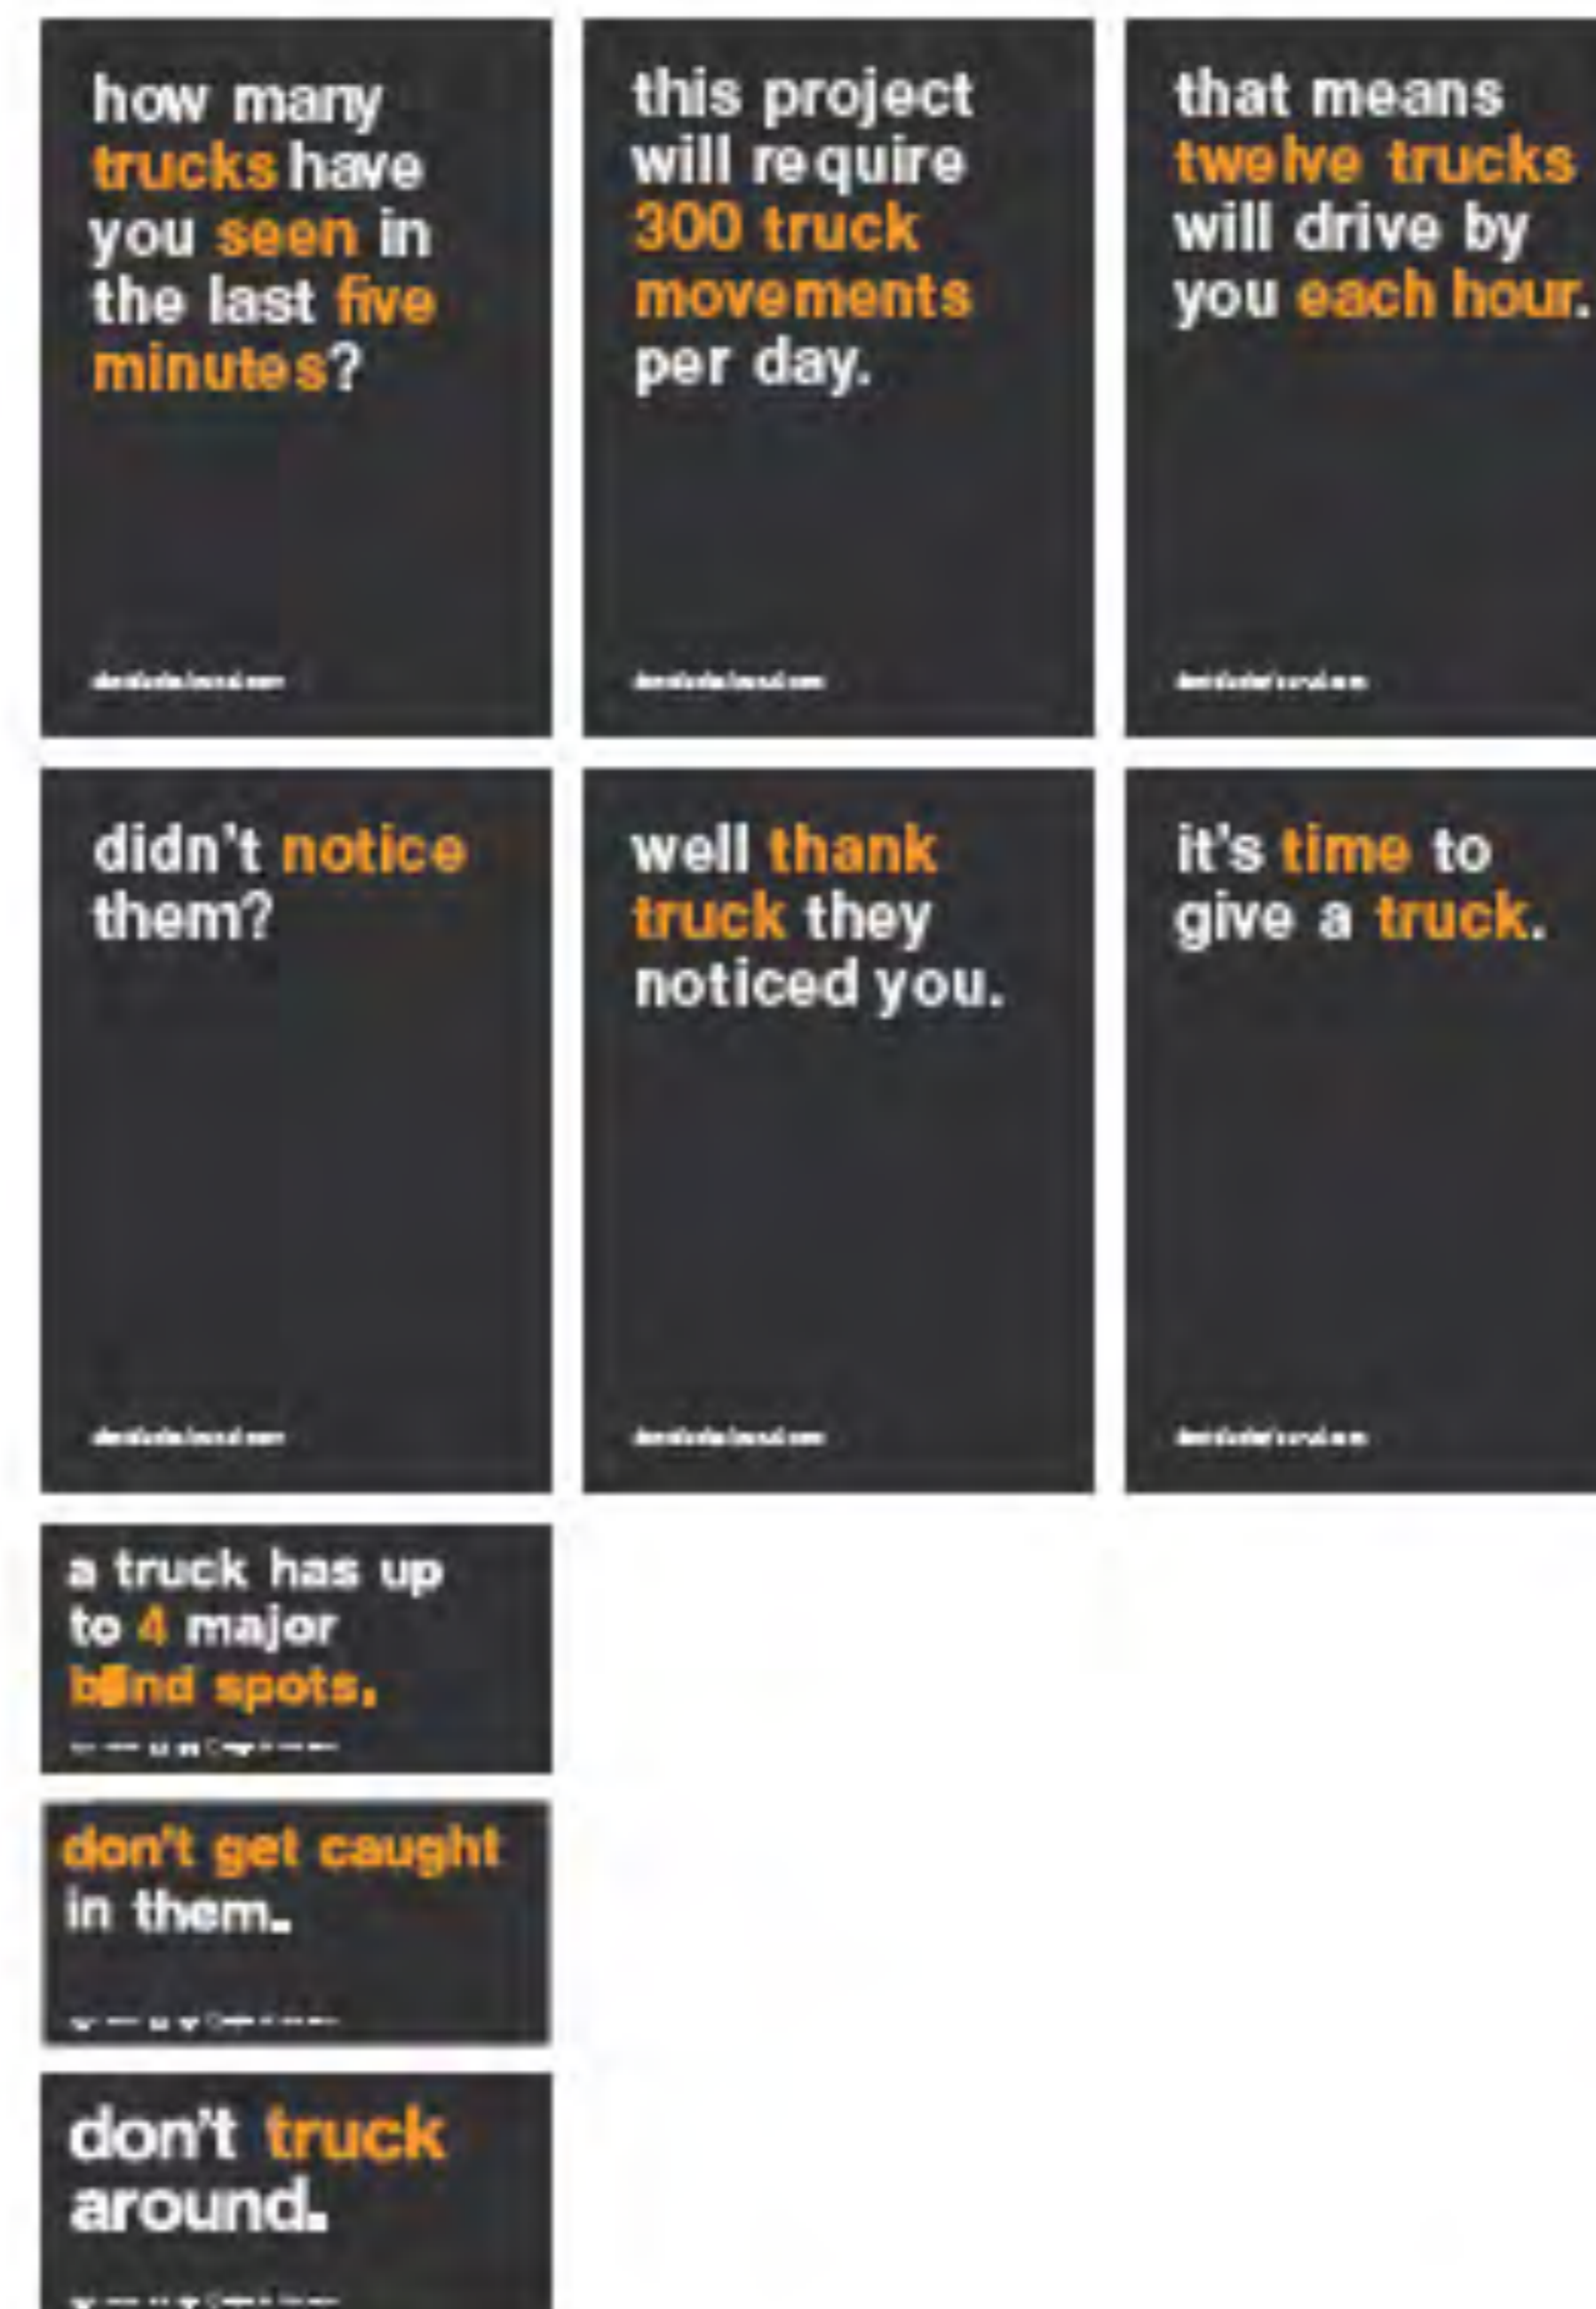 how many
trucks have
you seen in
the last five
minutes?
this project
will require
300 truck
movements
per day.
that means
twelve trucks
will drive by
you each hour.
didn't notice
them?
well thank
truck they
noticed you.
it's time to
give a truck.
a truck has up
to 4 major
blind spots.
don't get caught
in them.
don't truck
around.